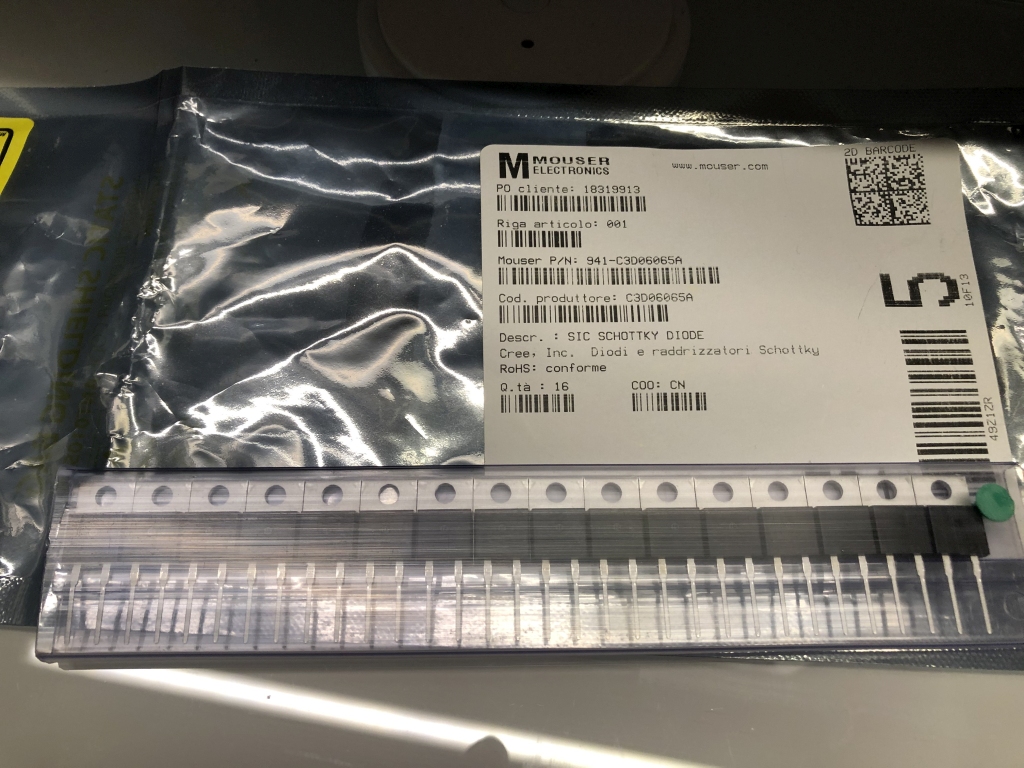 MOUSER
ELECTRONICS
www.mouser.com
2D BARCODE
PO cliente: 18319913
Riga articolo: 001
Mouser P/N: 941-C3D06065A
Cod. produttore: C3D06065A
Descr. : SIC SCHOTTKY DIODE
Cree, Inc. Diodi e raddrizzatori Schottky
RoHS: conforme
Q.tà : 16 COO: CN
5
10F13
49Z1ZR